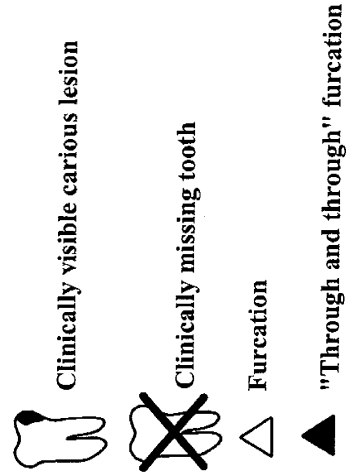 Clinically visible carious lesion
Clinically missing tooth
Furcation
"Through and through" furcation